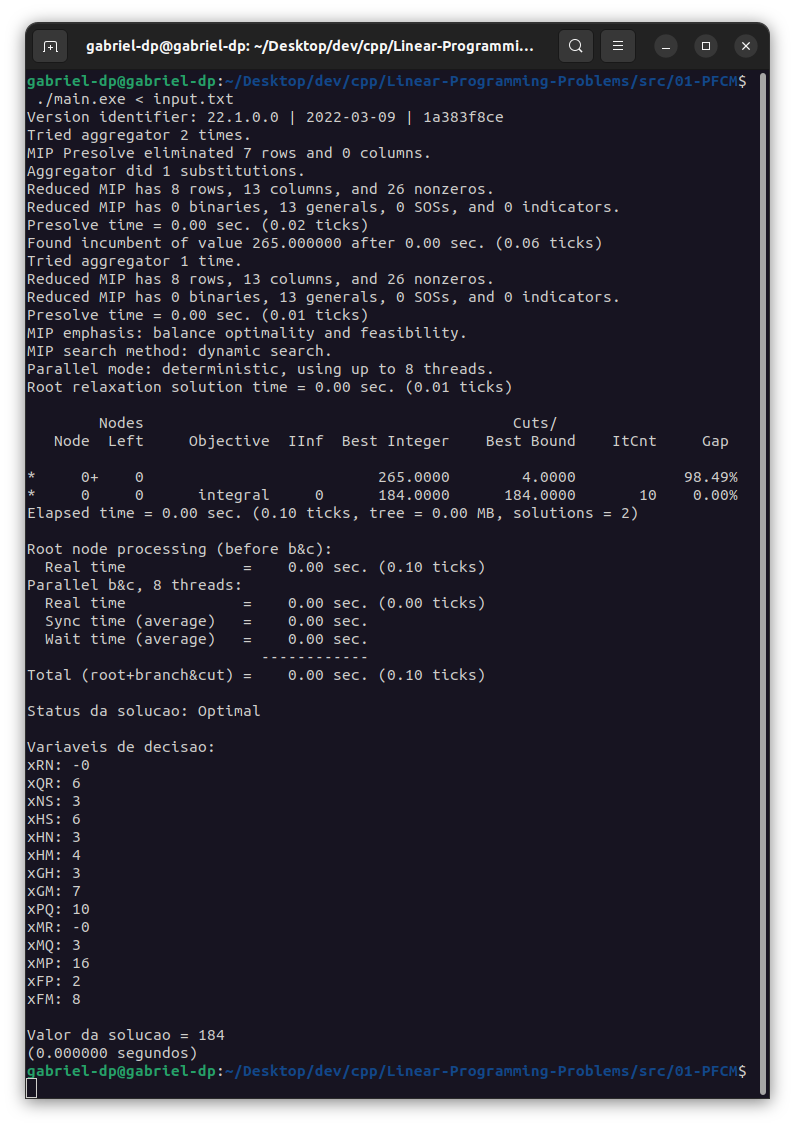 gabriel-dp@gabriel-dp: ~/Desktop/dev/cpp/Linear-Programmi...
gabriel-dp@gabriel-dp:~/Desktop/dev/cpp/Linear-Programming-Problems/src/01-PFCM$
 ./main.exe < input.txt
Version identifier: 22.1.0.0 | 2022-03-09 | 1a383f8ce
Tried aggregator 2 times.
MIP Presolve eliminated 7 rows and 0 columns.
Aggregator did 1 substitutions.
Reduced MIP has 8 rows, 13 columns, and 26 nonzeros.
Reduced MIP has 0 binaries, 13 generals, 0 SOSs, and 0 indicators.
Presolve time = 0.00 sec. (0.02 ticks)
Found incumbent of value 265.000000 after 0.00 sec. (0.06 ticks)
Tried aggregator 1 time.
Reduced MIP has 8 rows, 13 columns, and 26 nonzeros.
Reduced MIP has 0 binaries, 13 generals, 0 SOSs, and 0 indicators.
Presolve time = 0.00 sec. (0.01 ticks)
MIP emphasis: balance optimality and feasibility.
MIP search method: dynamic search.
Parallel mode: deterministic, using up to 8 threads.
Root relaxation solution time = 0.00 sec. (0.01 ticks)
        Nodes                                         Cuts/
   Node  Left     Objective  IInf  Best Integer    Best Bound    ItCnt     Gap
*     0+    0                          265.0000        4.0000            98.49%
*     0     0      integral     0      184.0000      184.0000       10    0.00%
Elapsed time = 0.00 sec. (0.10 ticks, tree = 0.00 MB, solutions = 2)
Root node processing (before b&c):
  Real time             =    0.00 sec. (0.10 ticks)
Parallel b&c, 8 threads:
  Real time             =    0.00 sec. (0.00 ticks)
  Sync time (average)   =    0.00 sec.
  Wait time (average)   =    0.00 sec.
                          ------------
Total (root+branch&cut) =    0.00 sec. (0.10 ticks)
Status da solucao: Optimal
Variaveis de decisao:
xRN: -0
xQR: 6
xNS: 3
xHS: 6
xHN: 3
xHM: 4
xGH: 3
xGM: 7
xPQ: 10
xMR: -0
xMQ: 3
xMP: 16
xFP: 2
xFM: 8
Valor da solucao = 184
(0.000000 segundos)
gabriel-dp@gabriel-dp:~/Desktop/dev/cpp/Linear-Programming-Problems/src/01-PFCM$